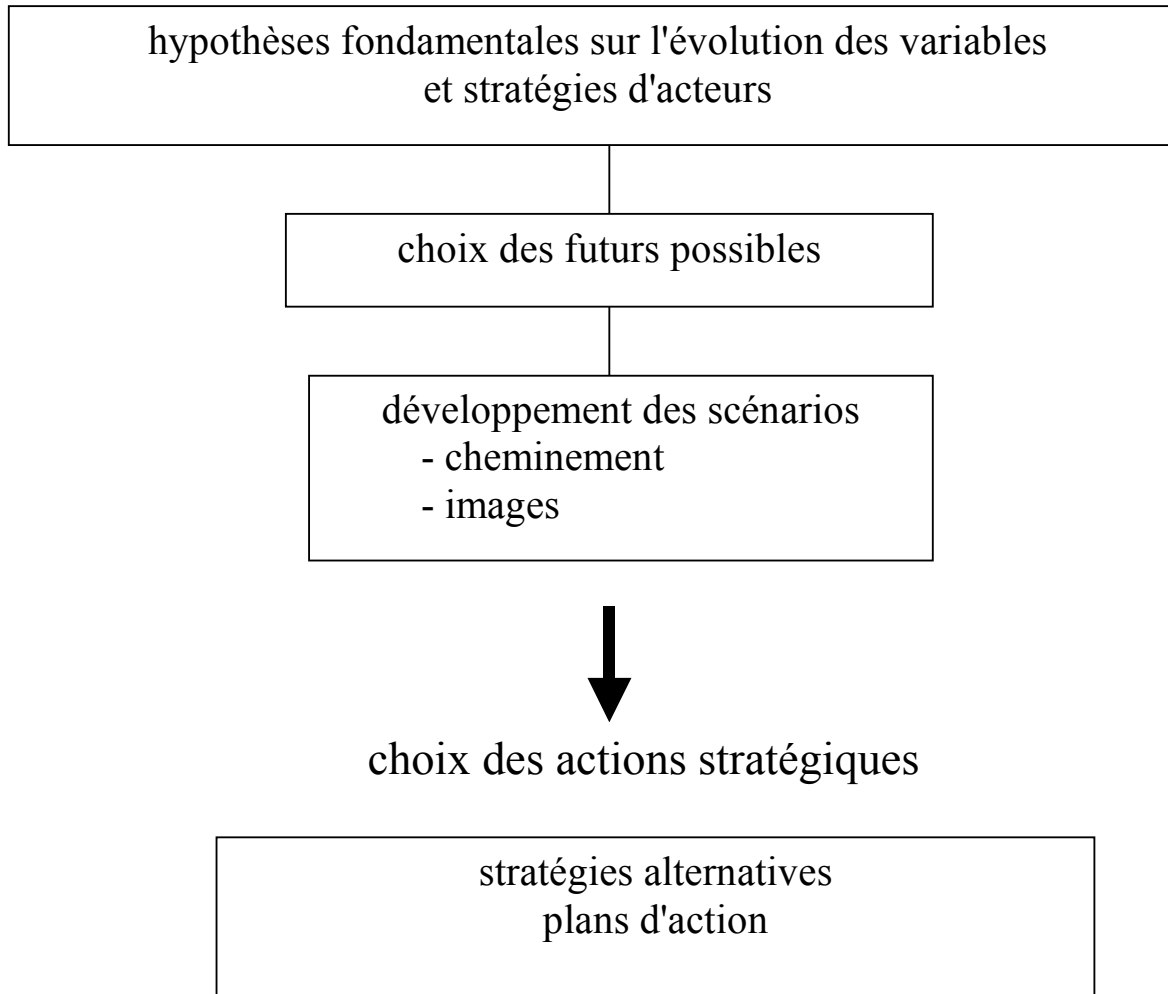 hypothèses fondamentales sur l'évolution des variables
et stratégies d'acteurs
choix des futurs possibles
développement des scénarios
- cheminement
- images
choix des actions stratégiques
stratégies alternatives
plans d'action